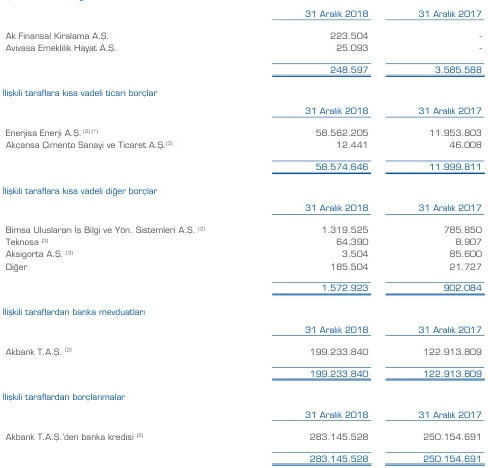 31 Aralık 2018 31 Aralık 2017
Ak Finansal Kiralama A.Ş. 223.504 -
Avivasa Emeklilik Hayat A.Ş. 25.093 -
248.597 3.585.588
İlişkili taraflara kısa vadeli ticari borçlar
31 Aralık 2018 31 Aralık 2017
Enerjisa Enerji A.Ş. (2) (*) 58.562.205 11.953.803
Akçansa Çimento Sanayi ve Ticaret A.Ş.(3) 12.441 46.008
58.574.646 11.999.811
İlişkili taraflara kısa vadeli diğer borçlar
31 Aralık 2018 31 Aralık 2017
Bimsa Uluslararı İş Bilgi ve Yön. Sistemleri A.Ş. (2) 1.319.525 785.850
Teknosa (3) 64.390 8.907
Aksigorta A.Ş. (3) 3.504 85.600
Diğer 185.504 21.727
1.572.923 902.084
İlişkili taraflardan banka mevduatları
31 Aralık 2018 31 Aralık 2017
Akbank T.A.Ş. (2) 199.233.840 122.913.809
199.233.840 122.913.809
İlişkili taraflardan borçlanmalar
31 Aralık 2018 31 Aralık 2017
Akbank T.A.Ş.'den banka kredisi (2) 283.145.528 250.154.691
283.145.528 250.154.691